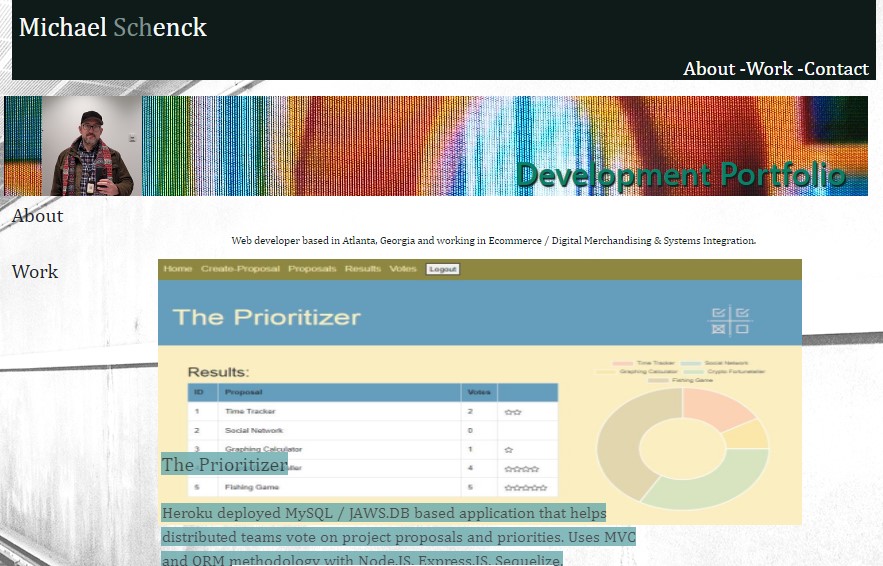 Michael Schenck
About -Work -Contact
Development Portfolio
About
Web developer based in Atlanta, Georgia and working in Ecommerce / Digital Merchandising & Systems Integration.
Work
Home Create-Proposal Proposals Results Votes Logout
The Prioritizer
Results:
ID Proposal Votes
1 Time Tracker 2
2 Social Network 0
3 Graphing Calculator 1
4
5 Fishing Game 5
Time Tracker Social Network
Graphing Calculator Crypto Fortuneteller
Fishing Game
The Prioritizer
Heroku deployed MySQL / JAWS.DB based application that helps
distributed teams vote on project proposals and priorities. Uses MVC
and ORM methodology with Node.JS, Express.JS, Sequelize,